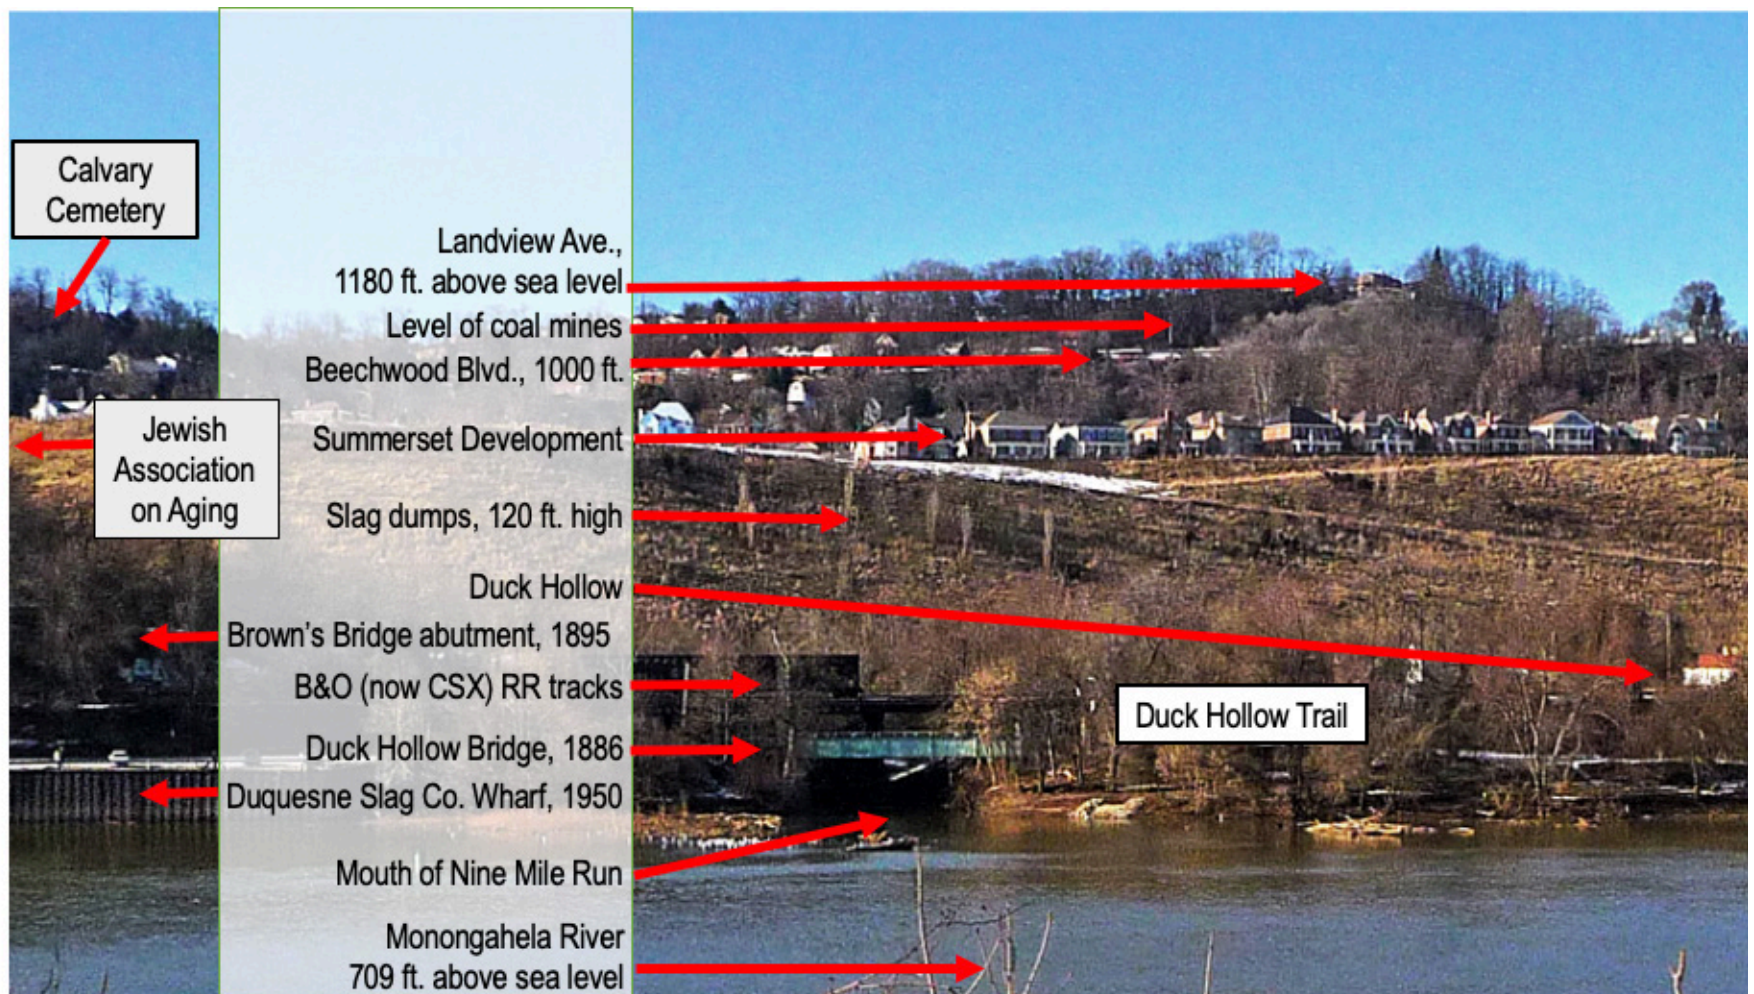 Calvary
Cemetery
Landview Ave.,
1180 ft. above sea level
Level of coal mines
Beechwood Blvd., 1000 ft.
Jewish
Association
on Aging
Summerset Development
Slag dumps, 120 ft. high
Duck Hollow
Brown's Bridge abutment, 1895
B&O (now CSX) RR tracks
Duck Hollow Trail
Duck Hollow Bridge, 1886
Duquesne Slag Co. Wharf, 1950
Mouth of Nine Mile Run
Monongahela River
709 ft. above sea level